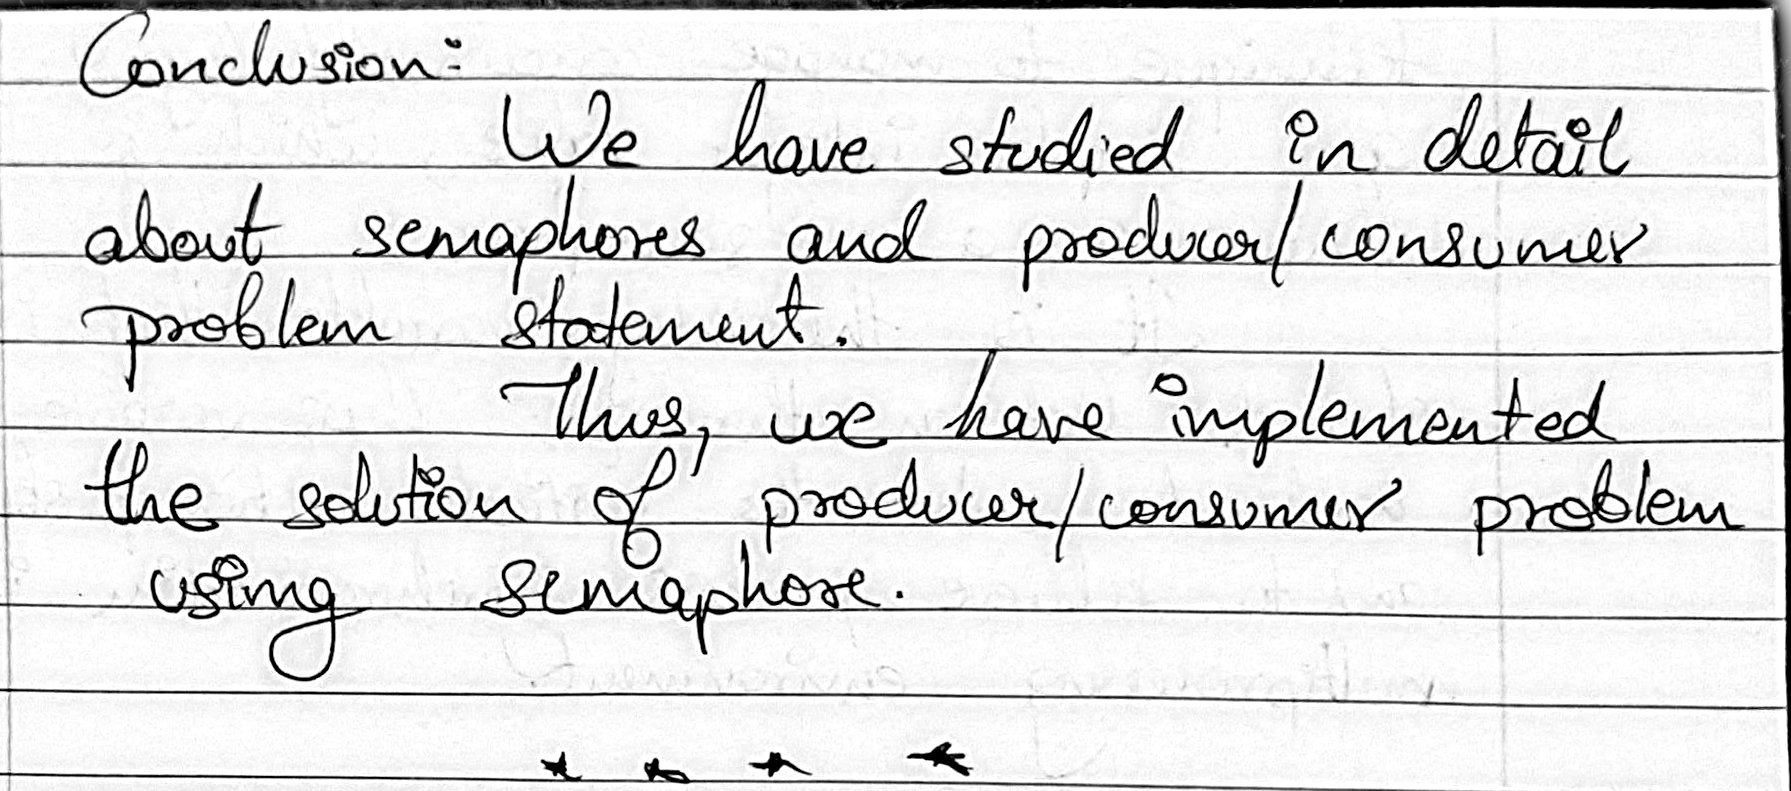 Conclusion:
We have studied in detail
about semaphores and producer/consumer
problem statement.
Thus, we have implemented
the solution of producer/consumer problem
using semaphore.